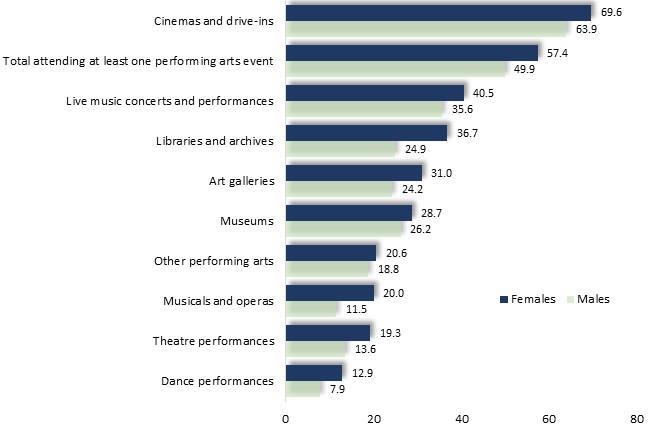 Cinemas and drive-ins
69.6
63.9
Total attending at least one performing arts event
57.4
49.9
Live music concerts and performances
40.5
35.6
Libraries and archives
36.7
24.9
Art galleries
31.0
24.2
Museums
28.7
26.2
Other performing arts
20.6
18.8
Musicals and operas
20.0
11.5
Females Males
Theatre performances
19.3
13.6
Dance performances
12.9
7.9
0 20 40 60 80